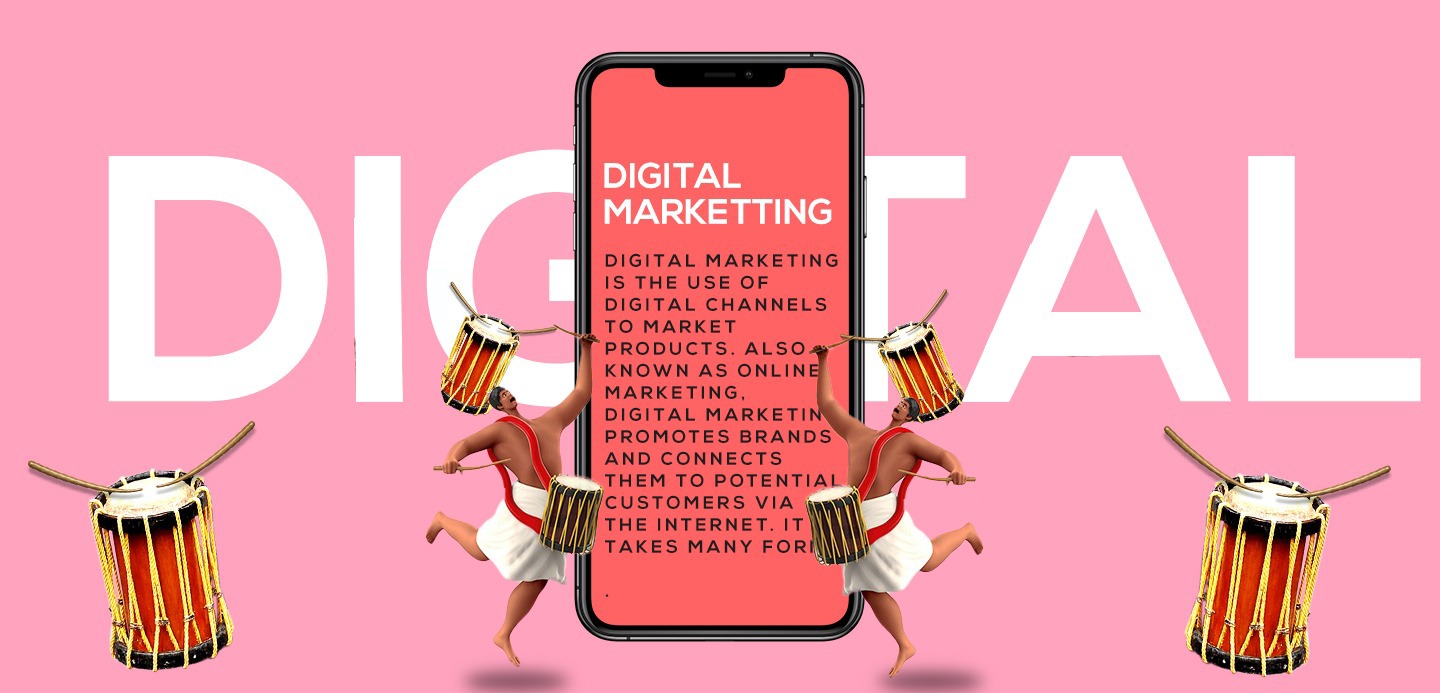 DIGITAL
DIGITAL
MARKETTING
DIGITAL MARKETING
IS THE USE OF
DIGITAL CHANNELS
TO MARKET
PRODUCTS. ALSO
KNOWN AS ONLINE
MARKETING,
DIGITAL MARKETIN
PROMOTES BRANDS
AND CONNECTS
THEM TO POTENTIAL
CUSTOMERS VIA
THE INTERNET. IT
TAKES MANY FORM
.